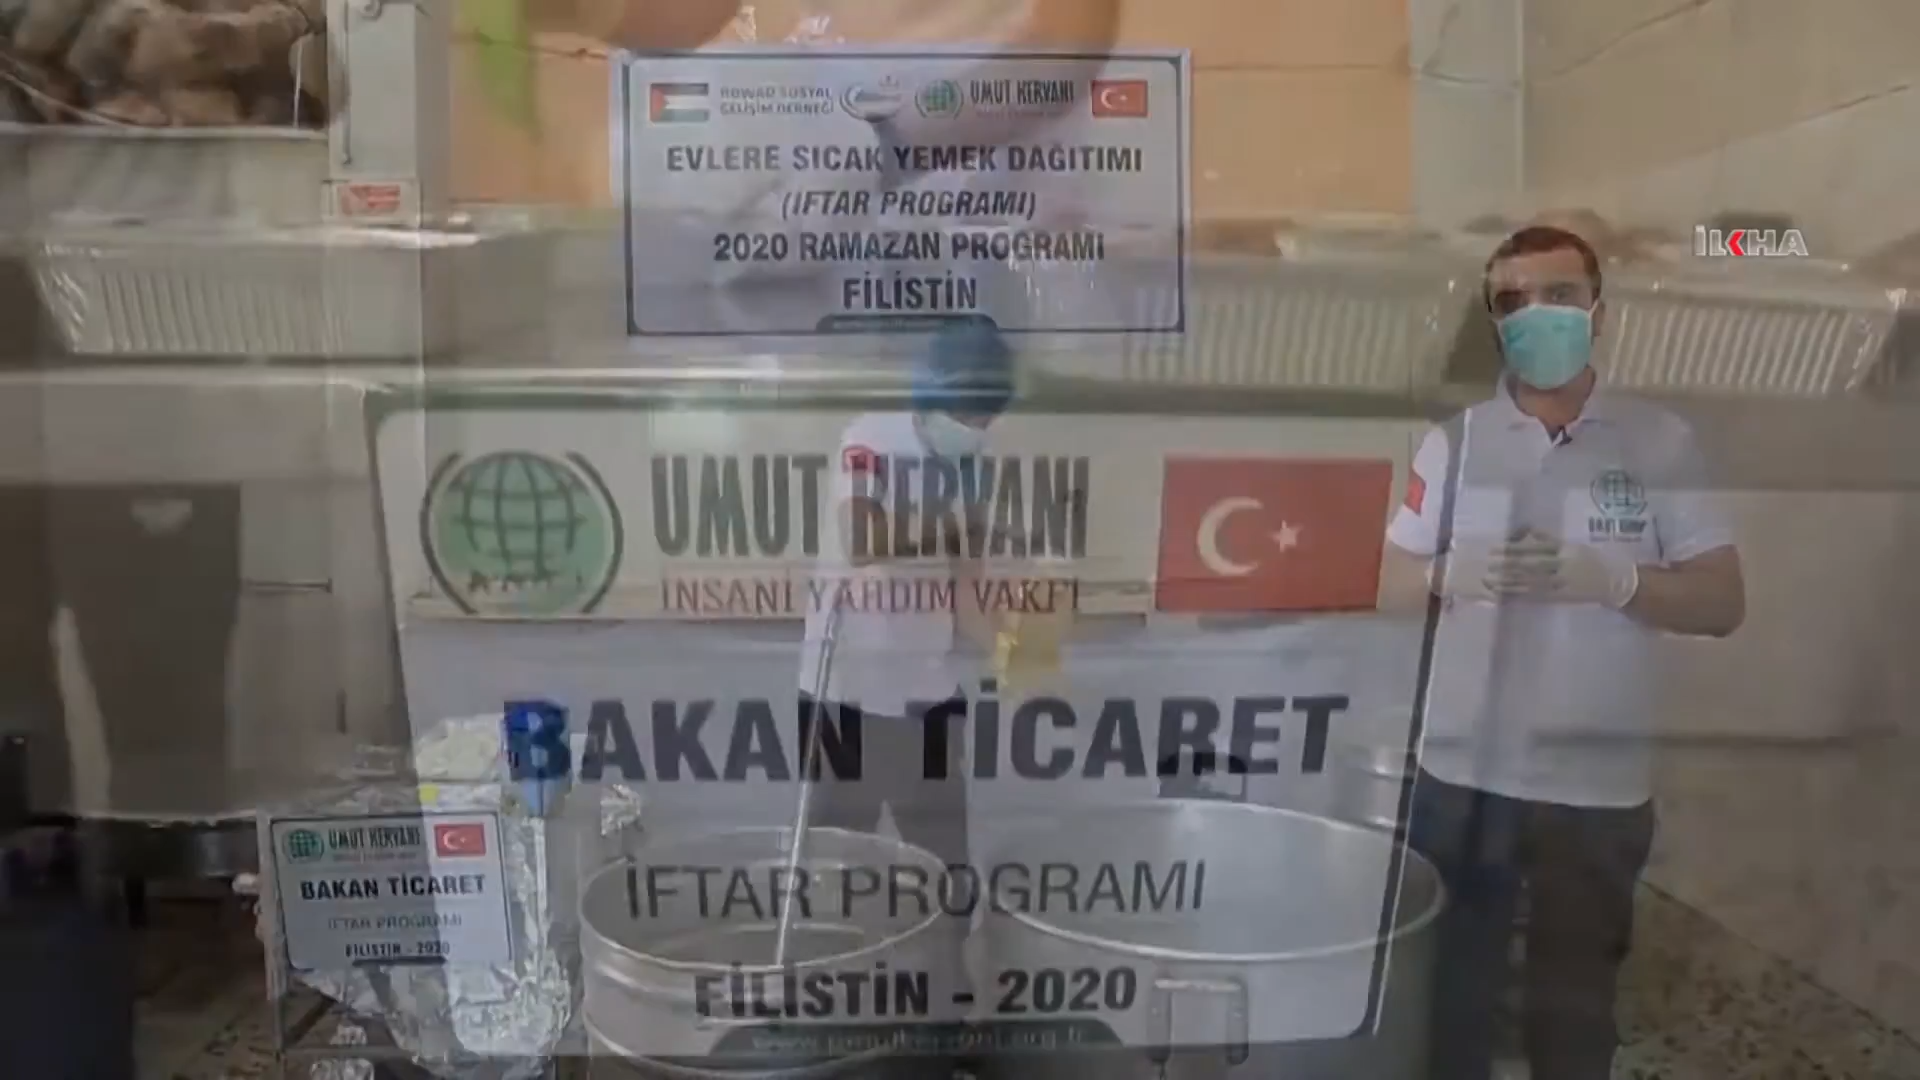 ROWAD SOSYAL
GELİŞİM DERNEĞİ
UMUT KERVANI
EVLERE SICAK YEMEK DAĞITIMI
(İFTAR PROGRAMI)
2020 RAMAZAN PROGRAMI
FİLİSTİN
İLKHA
UMUT KERVANI
İNSANİ YARDIM VAKFI
BAKAN TİCARET
İFTAR PROGRAMI
FİLİSTİN - 2020
UMUT KERVANI
BAKAN TİCARET
İFTAR PROGRAMI
FİLİSTİN - 2020